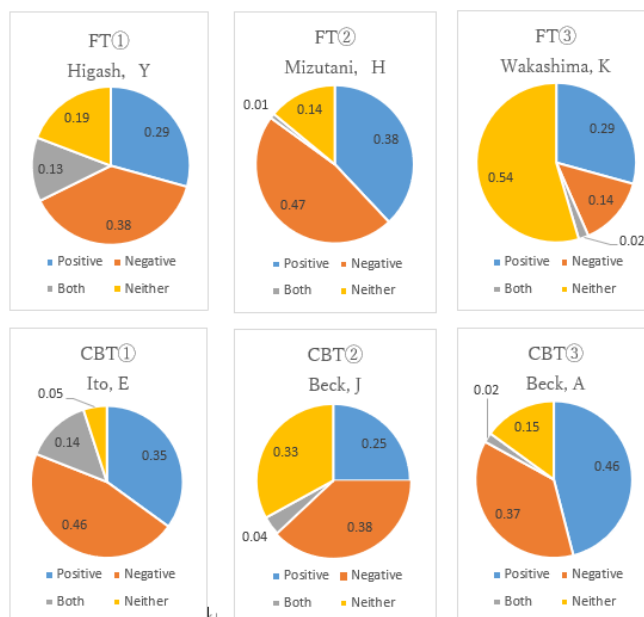 FT①
Higash, Y
0.19
0.29
0.13
0.38
Positive Negative
Both Neither
FT②
Mizutani, H
0.01
0.14
0.38
0.47
Positive Negative
Both Neither
FT③
Wakashima, K
0.29
0.54
0.14
0.02
Positive Negative
Both Neither
CBT①
Ito, E
0.05
0.14
0.35
0.46
Positive Negative
Both Neither
CBT②
Beck, J
0.33
0.25
0.04
0.38
Positive Negative
Both Neither
CBT③
Beck, A
0.02
0.15
0.46
0.37
Positive Negative
Both Neither